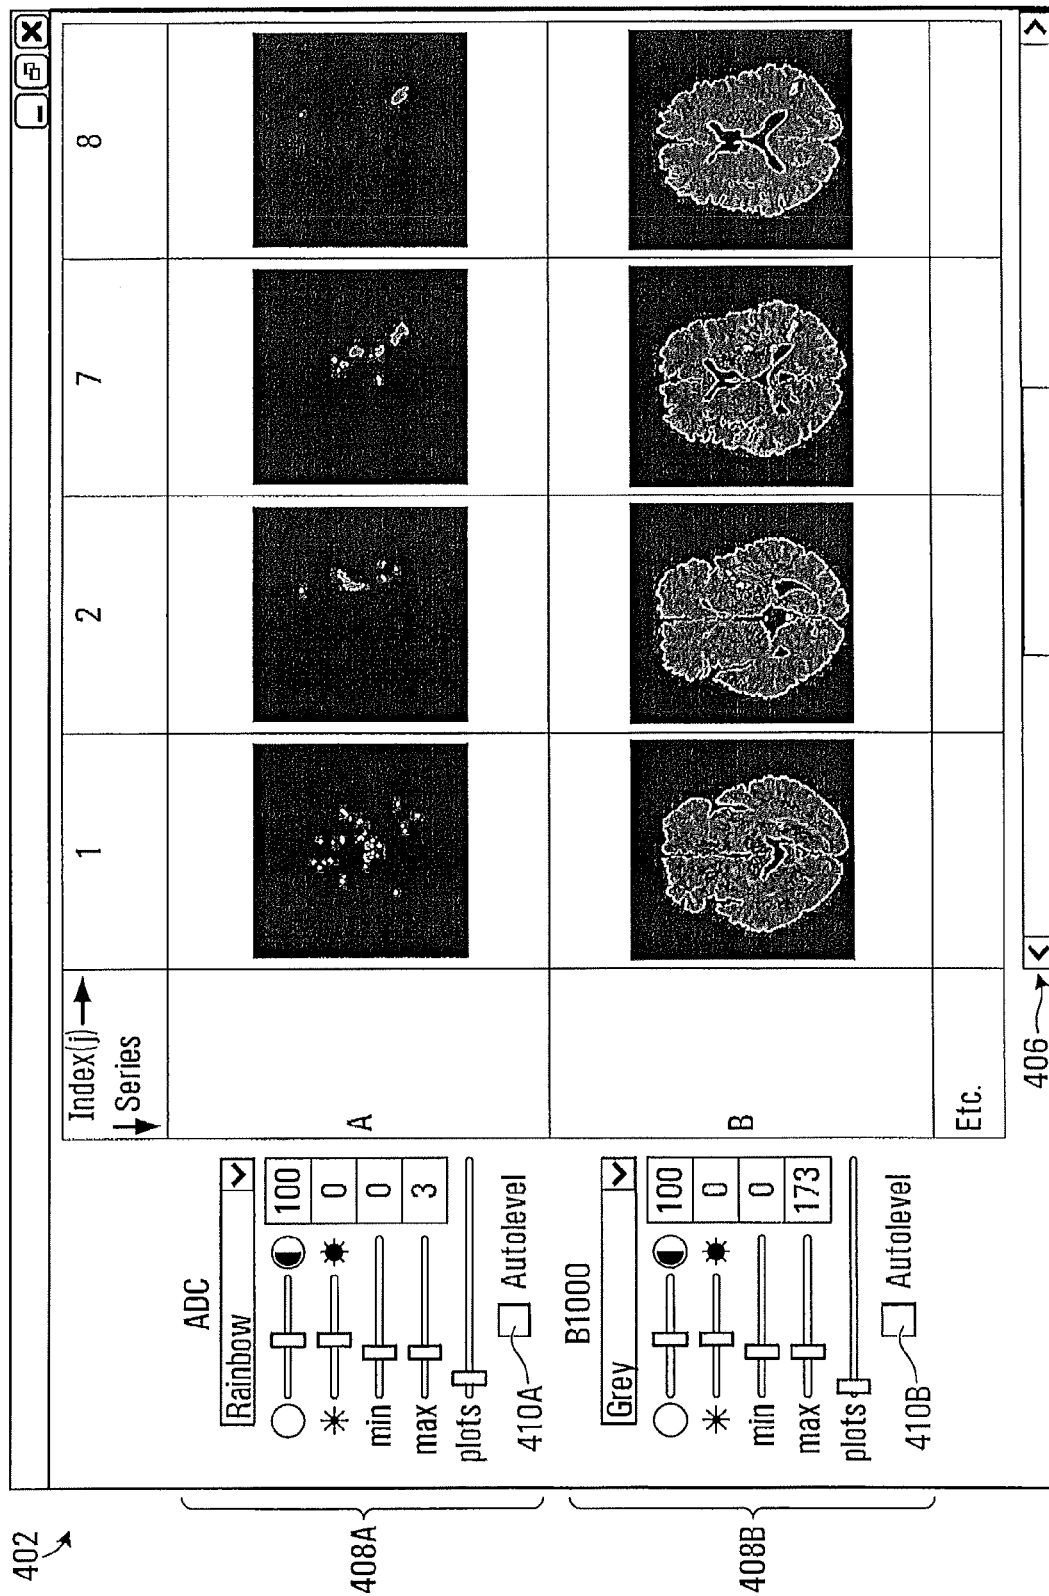 402
Index(j)
Series
1
2
7
8
408A
ADC
Rainbow
100
0
min
0
max
3
plots
410A
Autolevel
A
408B
B1000
Grey
100
0
min
0
max
173
plots
410B
Autolevel
B
Etc.
406